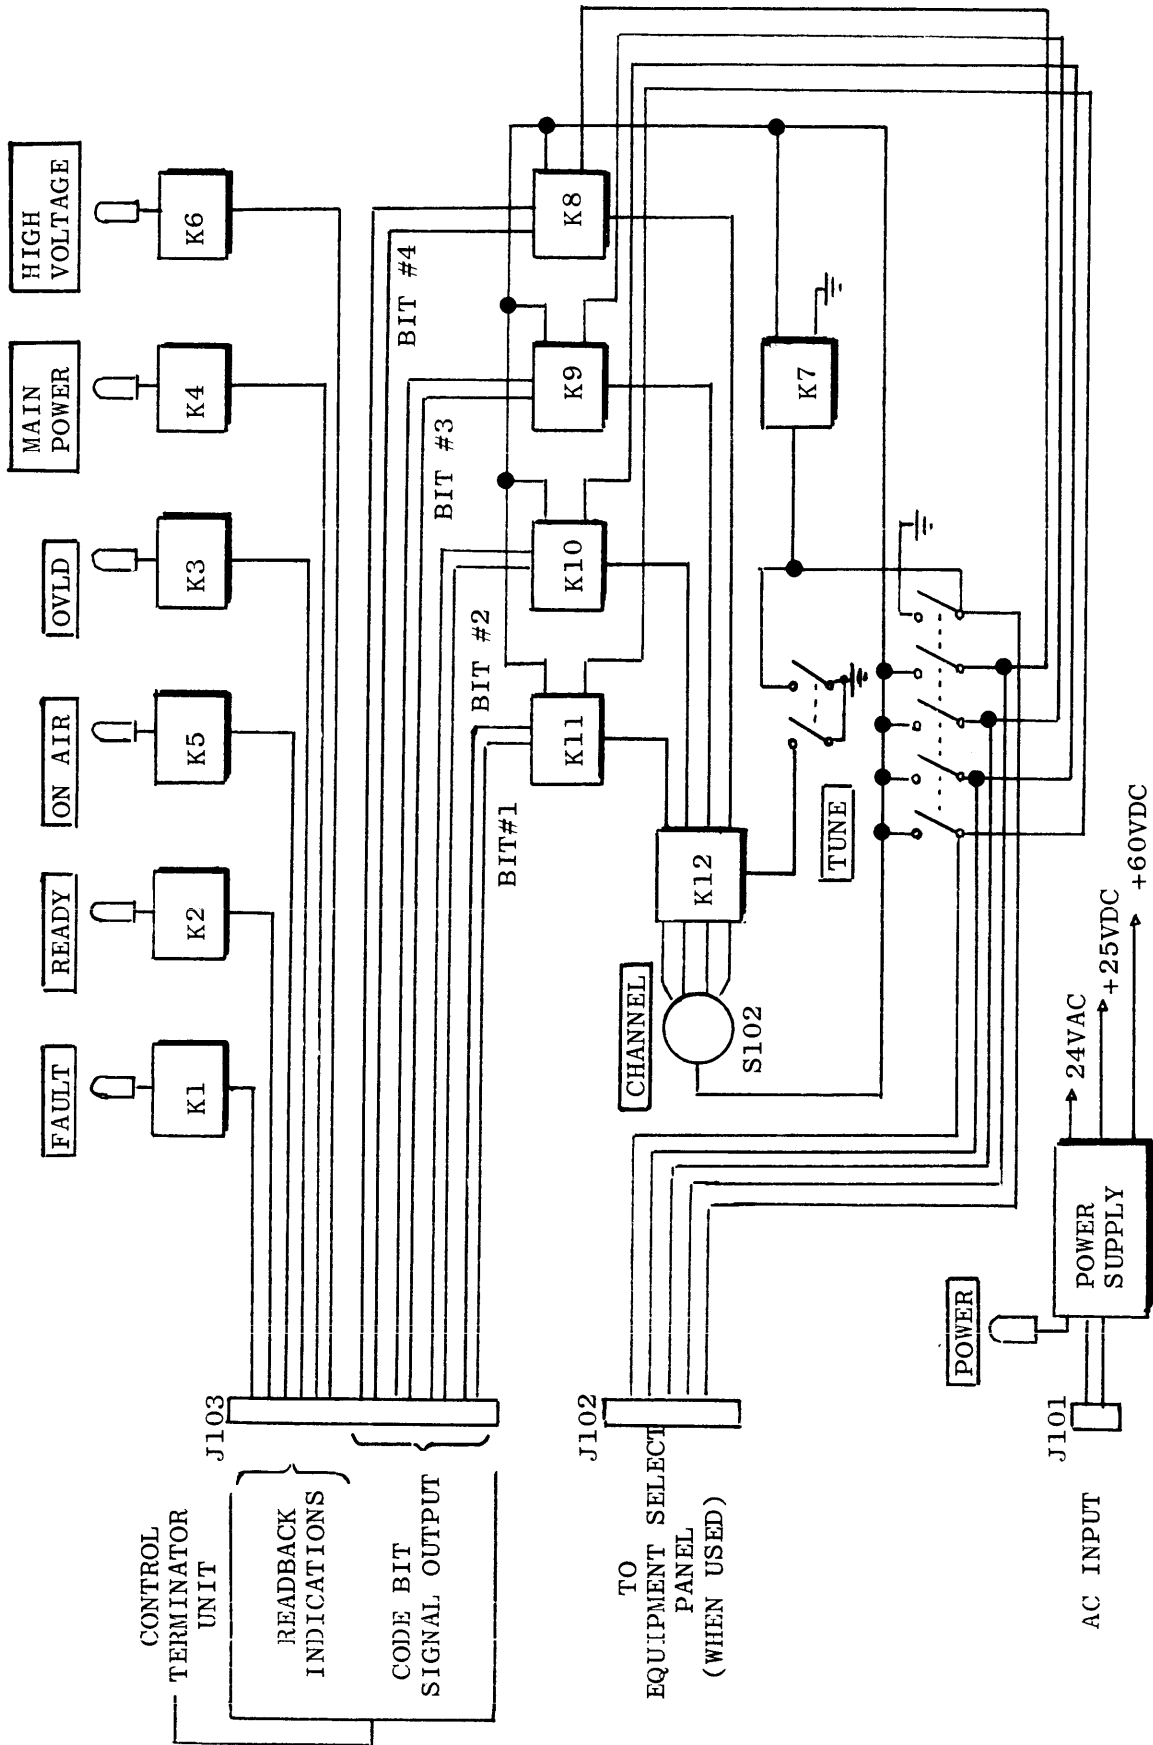 FAULT
READY
ON AIR
OVLD
MAIN
POWER
HIGH
VOLTAGE
K1
K2
K5
K3
K4
K6
J103
CONTROL
TERMINATOR
UNIT
READBACK
INDICATIONS
CODE BIT
SIGNAL OUTPUT
BIT#1
BIT #2
BIT #3
BIT #4
K11
K10
K9
K8
CHANNEL
S102
K12
TUNE
K7
J102
TO
EQUIPMENT SELECT
PANEL
(WHEN USED)
POWER
J101
AC INPUT
POWER
SUPPLY
24VAC
+25VDC
+60VDC